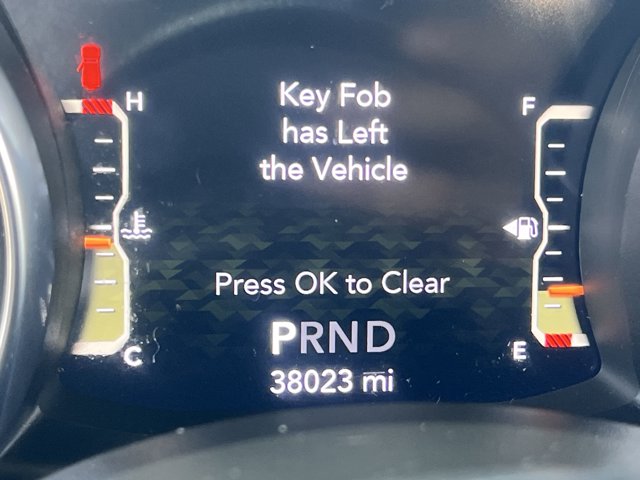 H
Key Fob
F
has Left
the Vehicle
Press OK to Clear
C
PRND
E
38023 mi